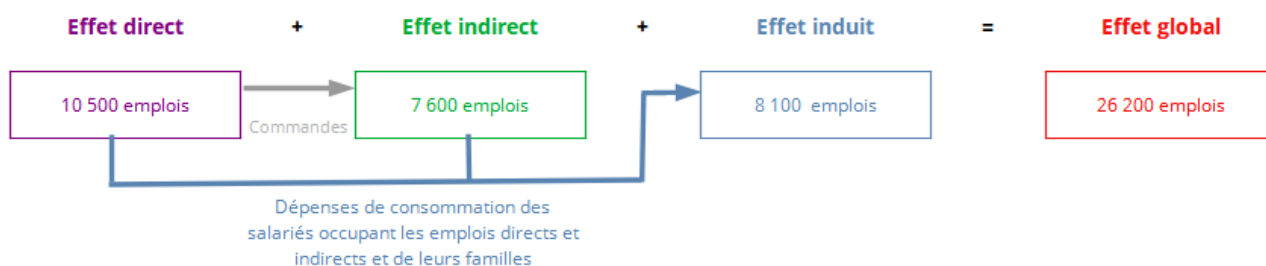 Effet direct + Effet indirect + Effet induit = Effet global
10 500 emplois 7 600 emplois 8 100 emplois 26 200 emplois
Commandes
Dépenses de consommation des
salariés occupant les emplois directs et
indirects et de leurs familles